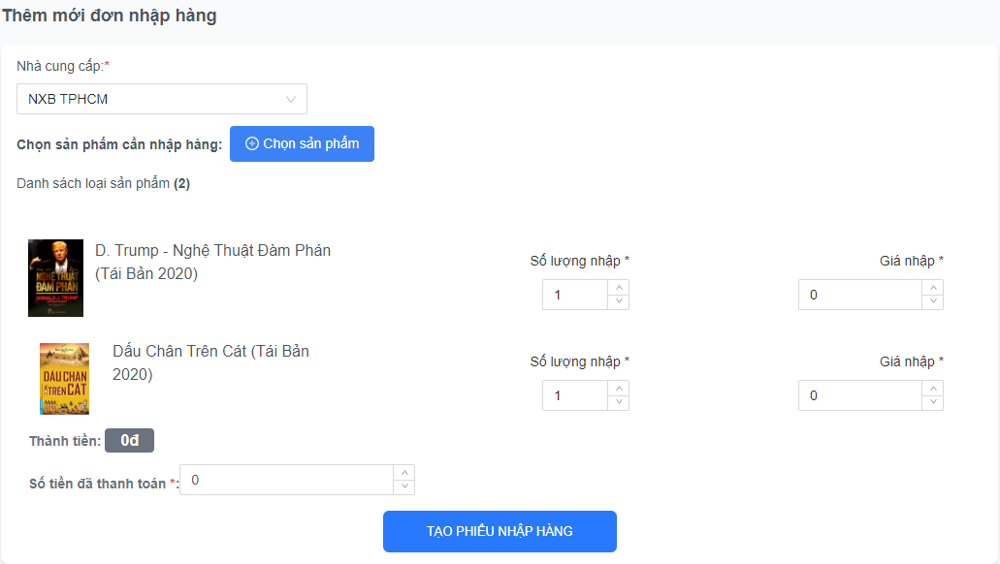 Thêm mới đơn nhập hàng
Nhà cung cấp:*
NXB TPHCM
Chọn sản phẩm cần nhập hàng: Chọn sản phẩm
Danh sách loại sản phẩm (2)
D. Trump - Nghệ Thuật Đàm Phán
(Tái Bản 2020)
NGHỆ THUẬT
ĐÀM PHÁN
DONALD J. TRUMP
Số lượng nhập * Giá nhập *
1 0
Dấu Chân Trên Cát (Tái Bản
2020)
DẤU CHÂN
TRÊN CÁT
Số lượng nhập * Giá nhập *
1 0
Thành tiền: 0đ
Số tiền đã thanh toán *: 0
TẠO PHIẾU NHẬP HÀNG